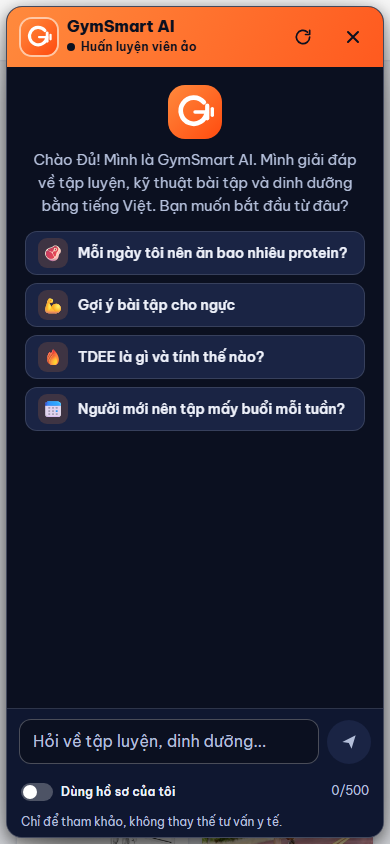 GymSmart AI
Huấn luyện viên ảo
Chào Đủ! Mình là GymSmart AI. Mình giải đáp
về tập luyện, kỹ thuật bài tập và dinh dưỡng
bằng tiếng Việt. Bạn muốn bắt đầu từ đâu?
Mỗi ngày tôi nên ăn bao nhiêu protein?
Gợi ý bài tập cho ngực
TDEE là gì và tính thế nào?
Người mới nên tập mấy buổi mỗi tuần?
Hỏi về tập luyện, dinh dưỡng...
Dùng hồ sơ của tôi
0/500
Chỉ để tham khảo, không thay thế tư vấn y tế.